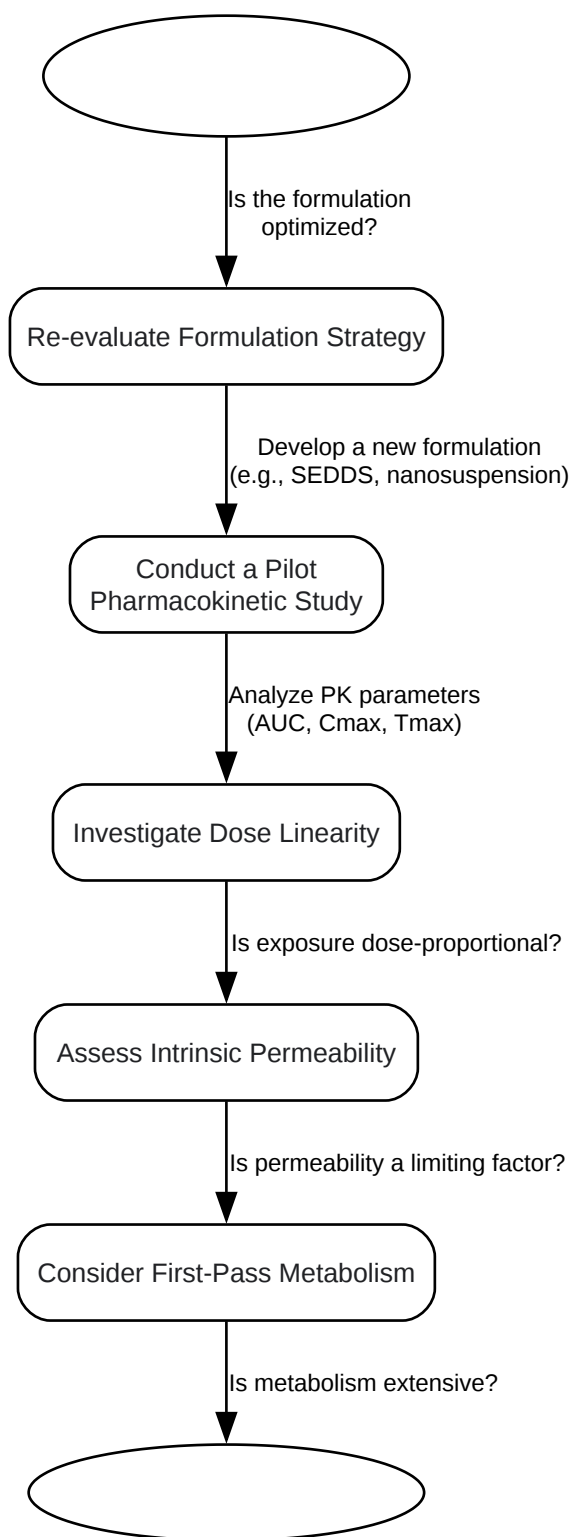 Is the formulation
optimized?
Re-evaluate Formulation Strategy
Develop a new formulation
(e.g., SEDDS, nanosuspension)
Conduct a Pilot
Pharmacokinetic Study
Analyze PK parameters
(AUC, Cmax, Tmax)
Investigate Dose Linearity
Is exposure dose-proportional?
Assess Intrinsic Permeability
Is permeability a limiting factor?
Consider First-Pass Metabolism
Is metabolism extensive?